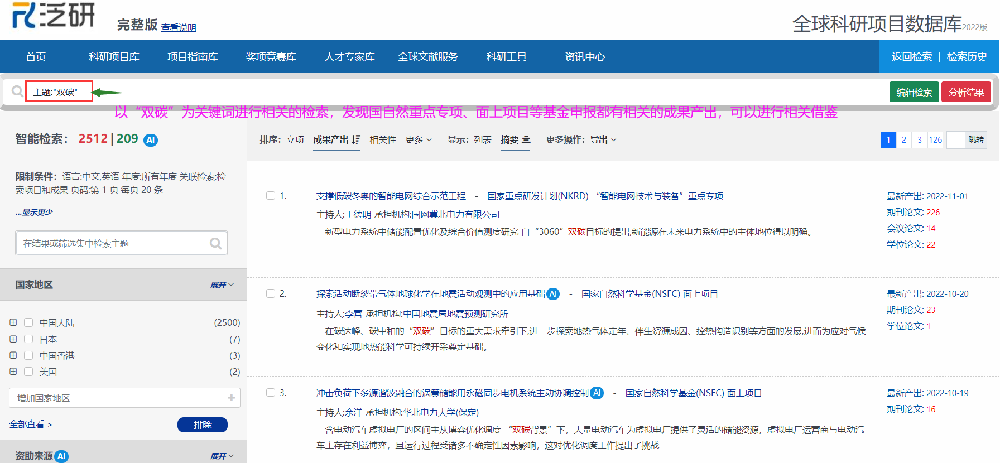 泛研
完整版 查看说明
全球科研项目数据库2022版
首页 科研项目库 项目指南库 奖项竞赛库 人才专家库 全球文献服务 科研工具 资讯中心 返回检索 | 检索历史
主题:"双碳" 编辑检索 分析结果
以“双碳”为关键词进行相关的检索，发现国自然重点专项、面上项目等基金申报都有相关的成果产出，可以进行相关借鉴
智能检索： 2512|209 AI
限制条件：语言:中文,英语 年度:所有年度 关联检索:检
索项目和成果 页码:第 1 页 每页 20 条
...显示更少
在结果或筛选集中检索主题
国家地区 展开
中国大陆 (2500)
日本 (7)
中国香港 (3)
美国 (2)
增加国家地区
全部查看 > 排除
资助来源 AI 展开
排序：立项 成果产出 相关性 更多 显示：列表 摘要 更多操作：导出
1 2 3 126 跳转
1. 支撑低碳冬奥的智能电网综合示范工程 - 国家重点研发计划(NKRD) “智能电网技术与装备”重点专项
主持人:于德明 承担机构:国网冀北电力有限公司
新型电力系统中储能配置优化及综合价值测度研究 自“3060”双碳目标的提出,新能源在未来电力系统中的主体地位得以明确。
最新产出: 2022-11-01
期刊论文: 226
会议论文: 14
学位论文: 22
2. 探索活动断裂带气体地球化学在地震活动观测中的应用基础 AI - 国家自然科学基金(NSFC) 面上项目
主持人:李营 承担机构:中国地震局地震预测研究所
在碳达峰、碳中和的“双碳”目标的重大需求牵引下,进一步探索地热气体定年、伴生资源成因、控热构造识别等方面的发展,进而为应对气候
变化和实现地热能科学可持续开采奠定基础。
最新产出: 2022-10-20
期刊论文: 23
学位论文: 1
3. 冲击负荷下多源谐波融合的涡簧储能用永磁同步电机系统主动协调控制 AI - 国家自然科学基金(NSFC) 面上项目
主持人:余洋 承担机构:华北电力大学(保定)
含电动汽车虚拟电厂的区间主从博弈优化调度 “双碳背景”下，大量电动汽车为虚拟电厂提供了灵活的储能资源，虚拟电厂运营商与电动汽
车主存在利益博弈，且运行过程受诸多不确定性因素影响，这对优化调度工作提出了挑战
最新产出: 2022-10-19
期刊论文: 16